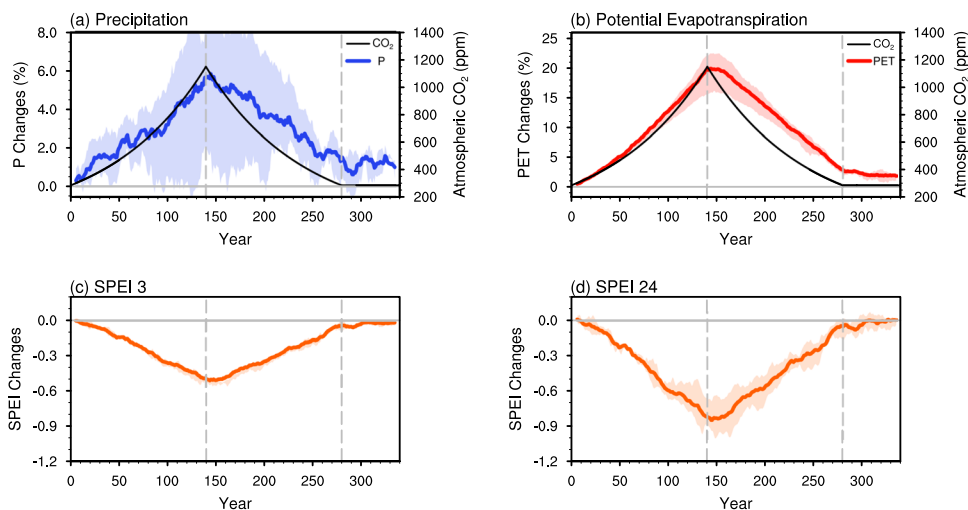 (a) Precipitation
8.0
6.0
4.0
2.0
0.0
P Changes (%)
CO₂
P
1400
1200
1000
800
600
400
200
Atmospheric CO₂ (ppm)
0 50 100 150 200 250 300
Year
(b) Potential Evapotranspiration
25
20
15
10
5
0
PET Changes (%)
CO₂
PET
1400
1200
1000
800
600
400
200
Atmospheric CO₂ (ppm)
0 50 100 150 200 250 300
Year
(c) SPEI 3
0.0
-0.3
-0.6
-0.9
-1.2
SPEI Changes
0 50 100 150 200 250 300
Year
(d) SPEI 24
0.0
-0.3
-0.6
-0.9
-1.2
SPEI Changes
0 50 100 150 200 250 300
Year